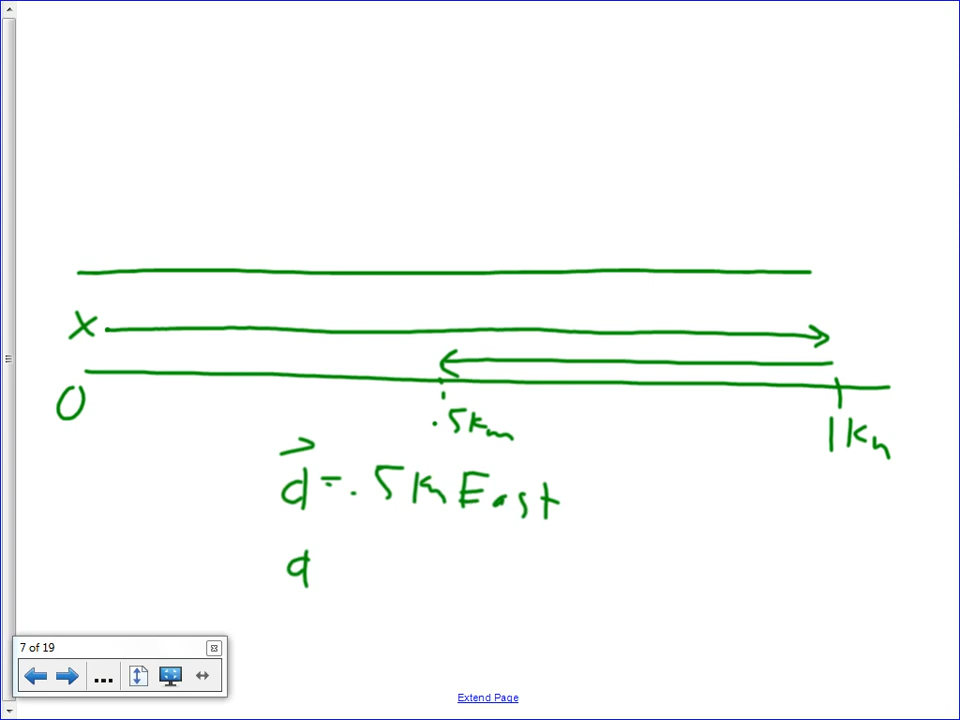 X
0
.5km
1km
d = .5km East
d
7 of 19
...
Extend Page